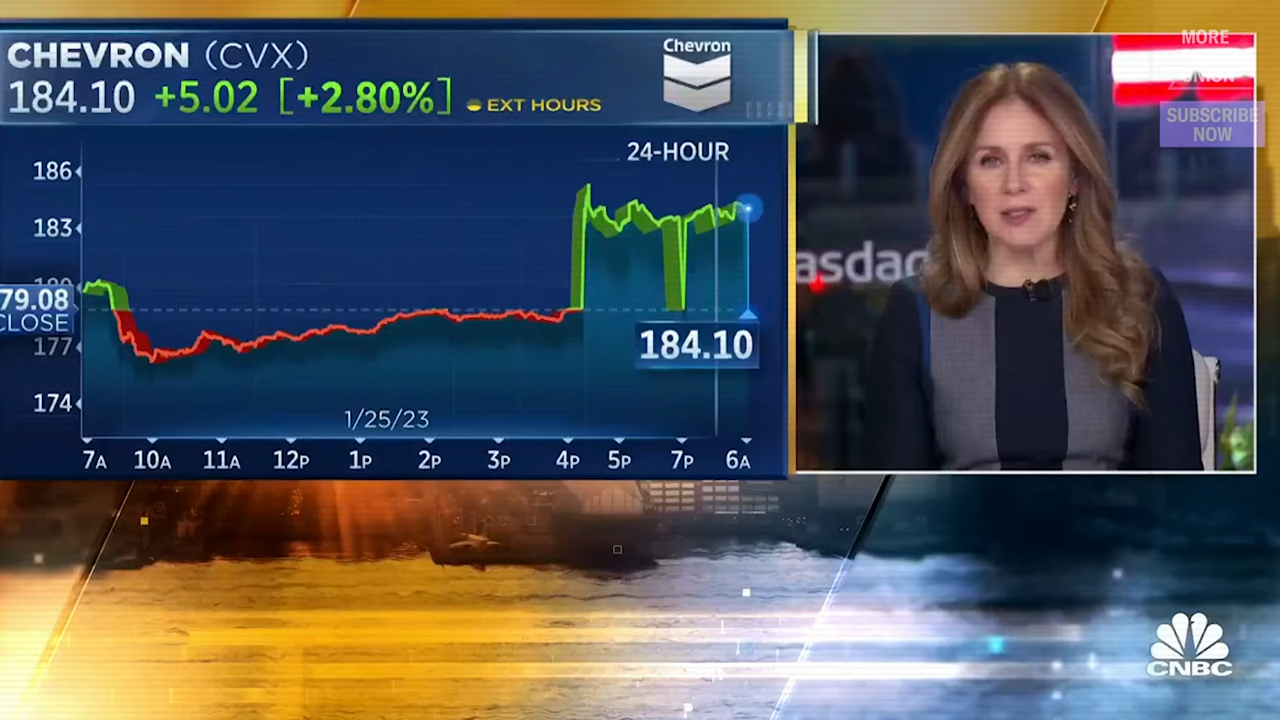 CHEVRON (CVX)
184.10 +5.02 [+2.80%] EXT HOURS
Chevron
24-HOUR
186
183
180
79.08
CLOSE
177
174
184.10
1/25/23
7A 10A 11A 12P 1P 2P 3P 4P 5P 7P 6A
asdaq
MORE
UNION
SUBSCRIBE
NOW
CNBC